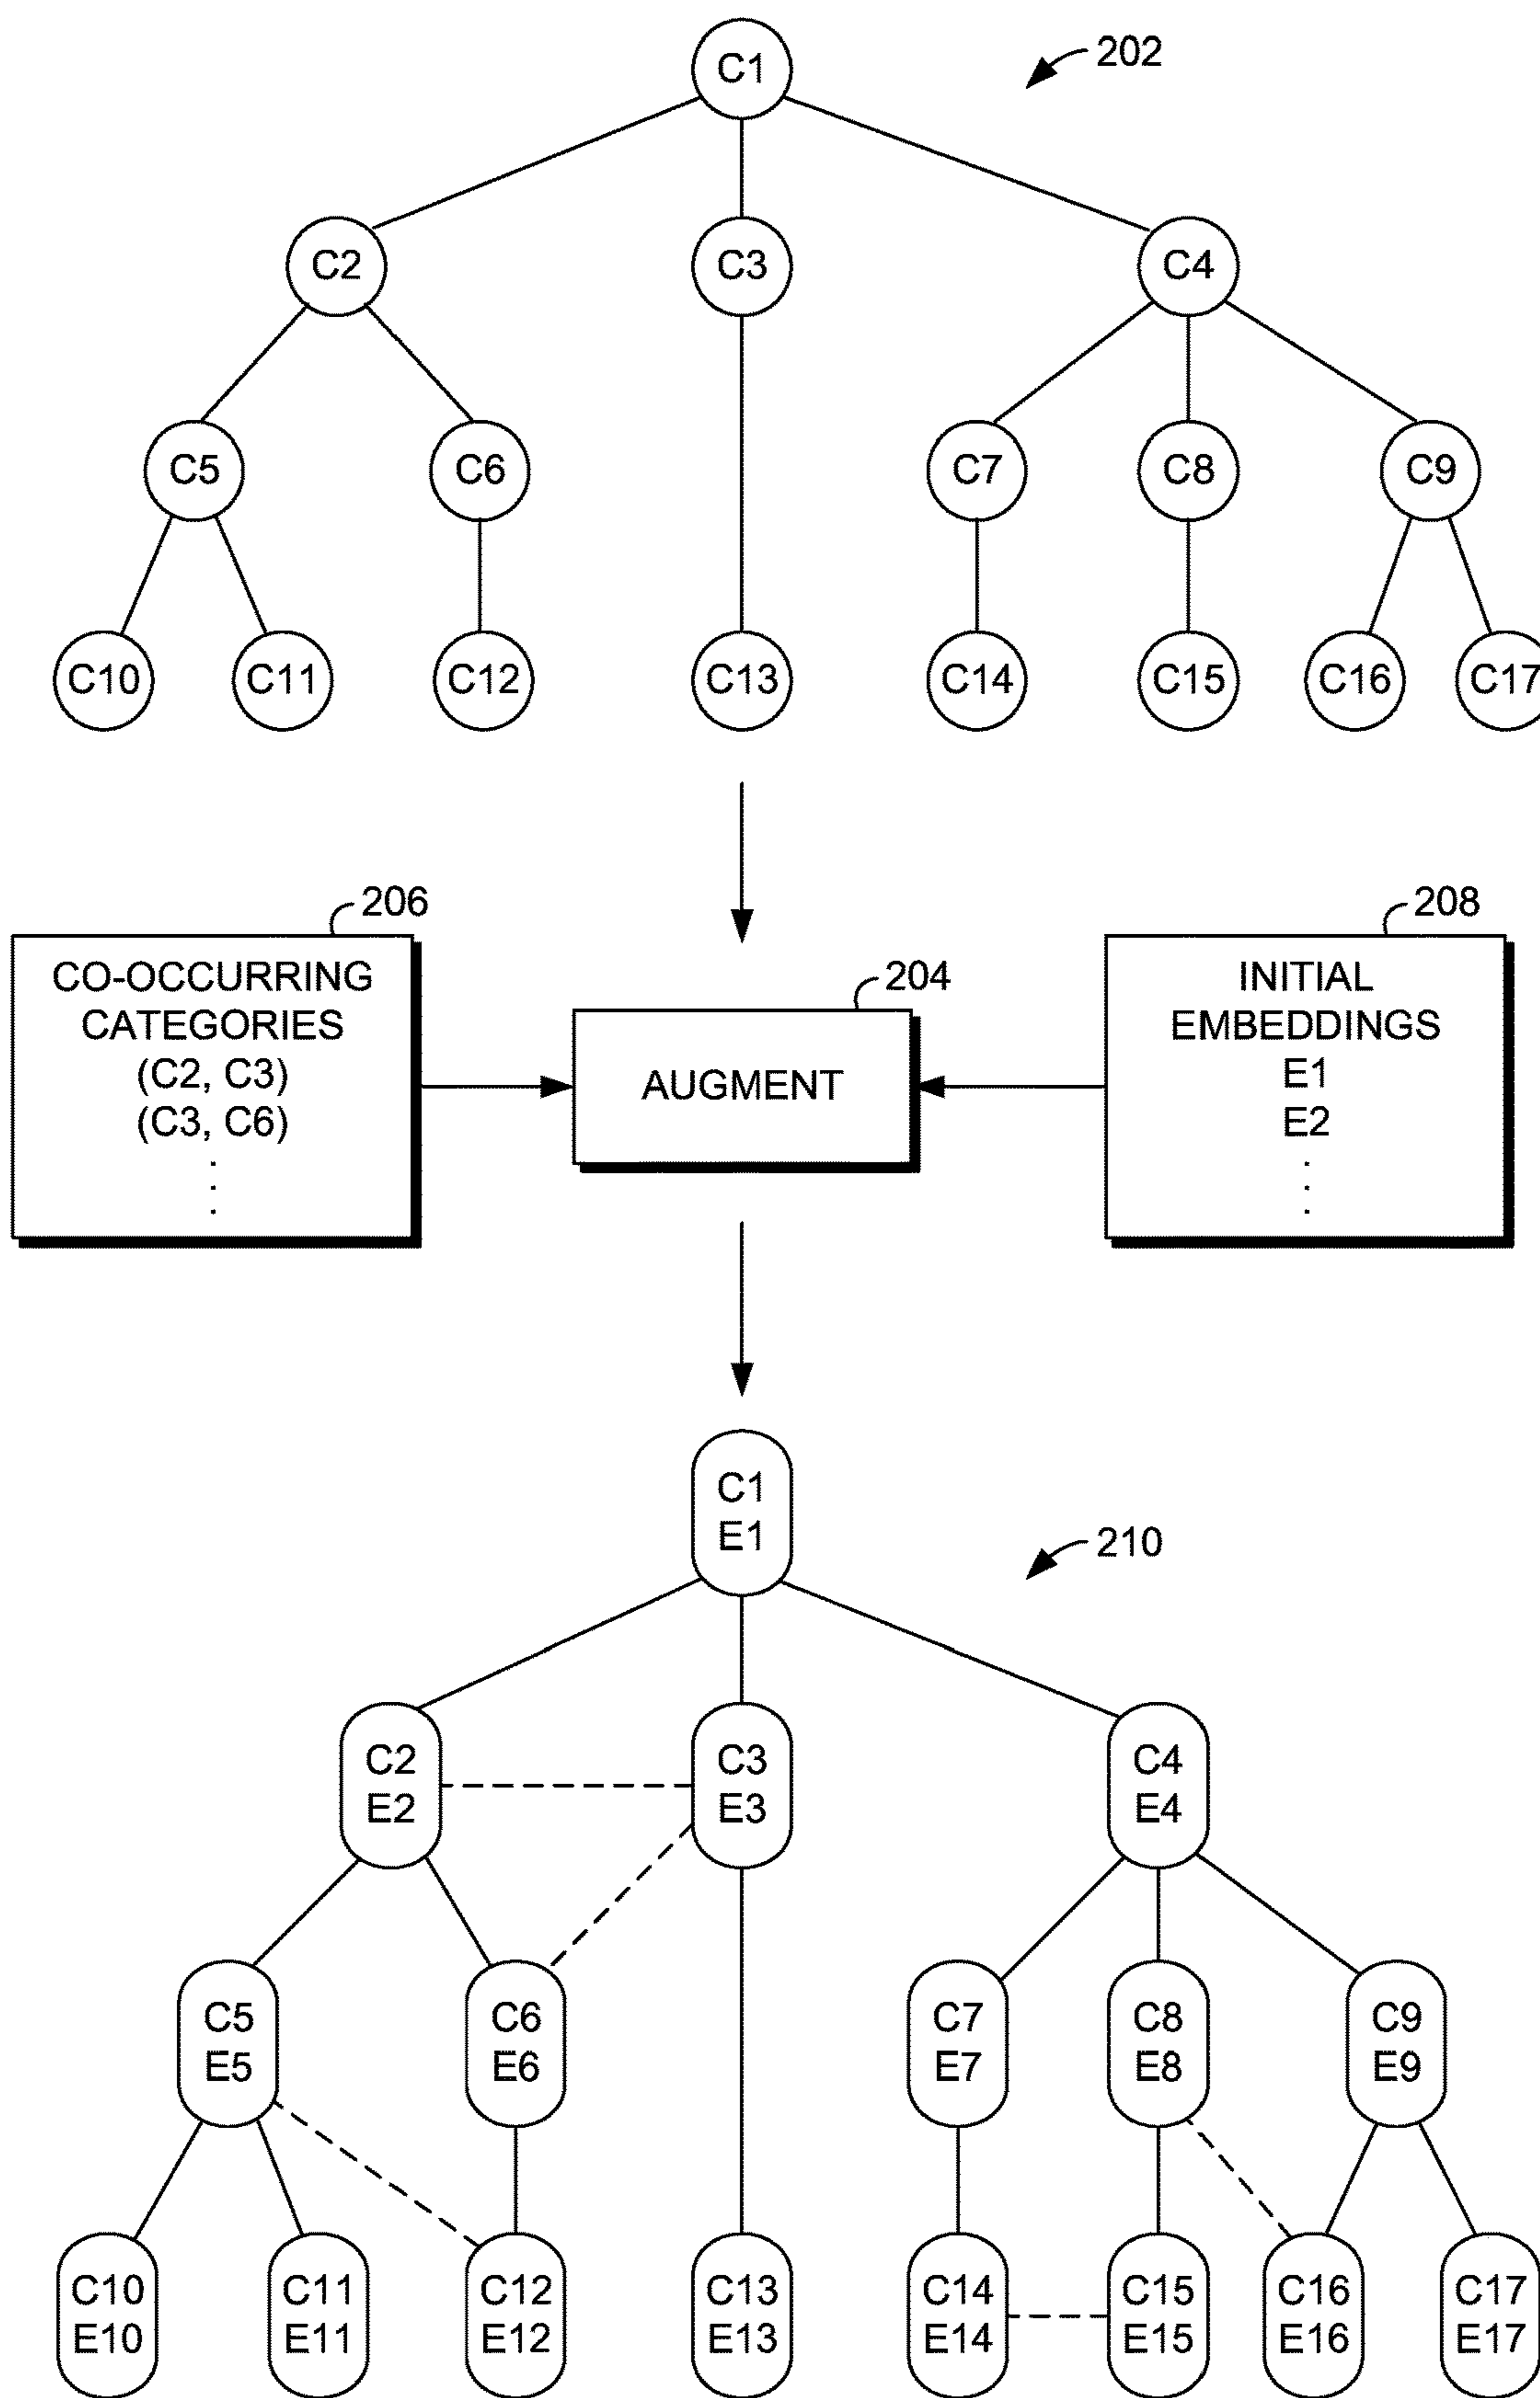 C1
202
C2
C3
C4
C5
C6
C7
C8
C9
C10
C11
C12
C13
C14
C15
C16
C17
206
CO-OCCURRING
CATEGORIES
(C2, C3)
(C3, C6)
.
.
.
204
AUGMENT
208
INITIAL
EMBEDDINGS
E1
E2
.
.
.
C1
E1
210
C2
E2
C3
E3
C4
E4
C5
E5
C6
E6
C7
E7
C8
E8
C9
E9
C10
E10
C11
E11
C12
E12
C13
E13
C14
E14
C15
E15
C16
E16
C17
E17